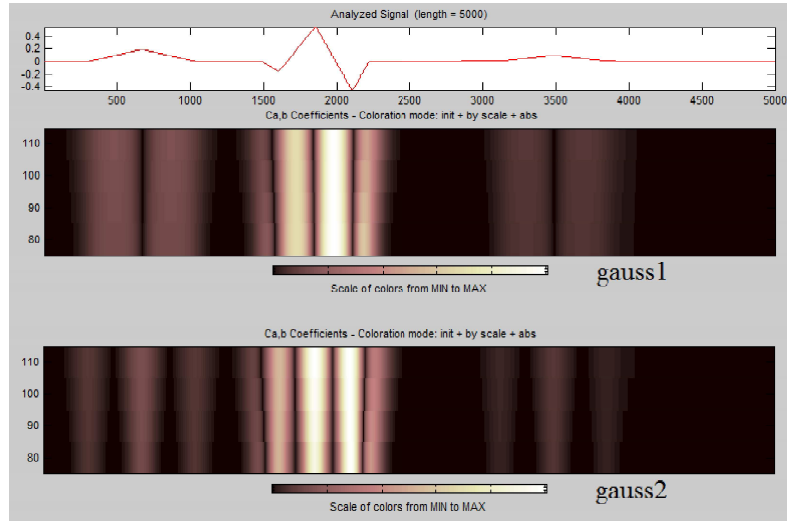 Analyzed Signal (length = 5000)
0.4
0.2
0
-0.2
-0.4
500 1000 1500 2000 2500 3000 3500 4000 4500 5000
Ca,b Coefficients - Coloration mode: init + by scale + abs
110
100
90
80
gauss1
Scale of colors from MIN to MAX
Ca,b Coefficients - Coloration mode: init + by scale + abs
110
100
90
80
gauss2
Scale of colors from MIN to MAX